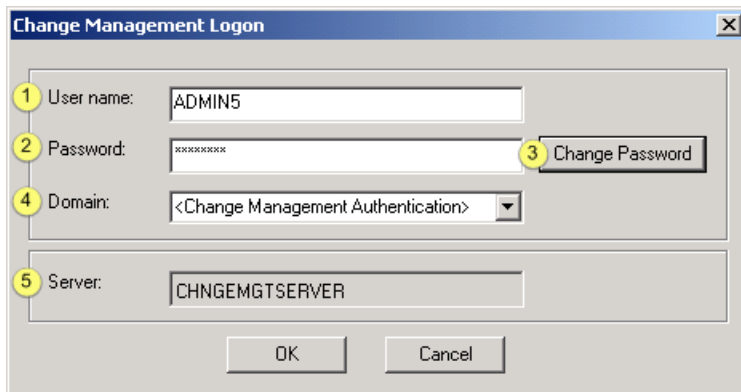 Change Management Logon
1 User name: ADMIN5
2 Password: ******** 3 Change Password
4 Domain: <Change Management Authentication>
5 Server: CHNGEMGTSERVER
OK Cancel